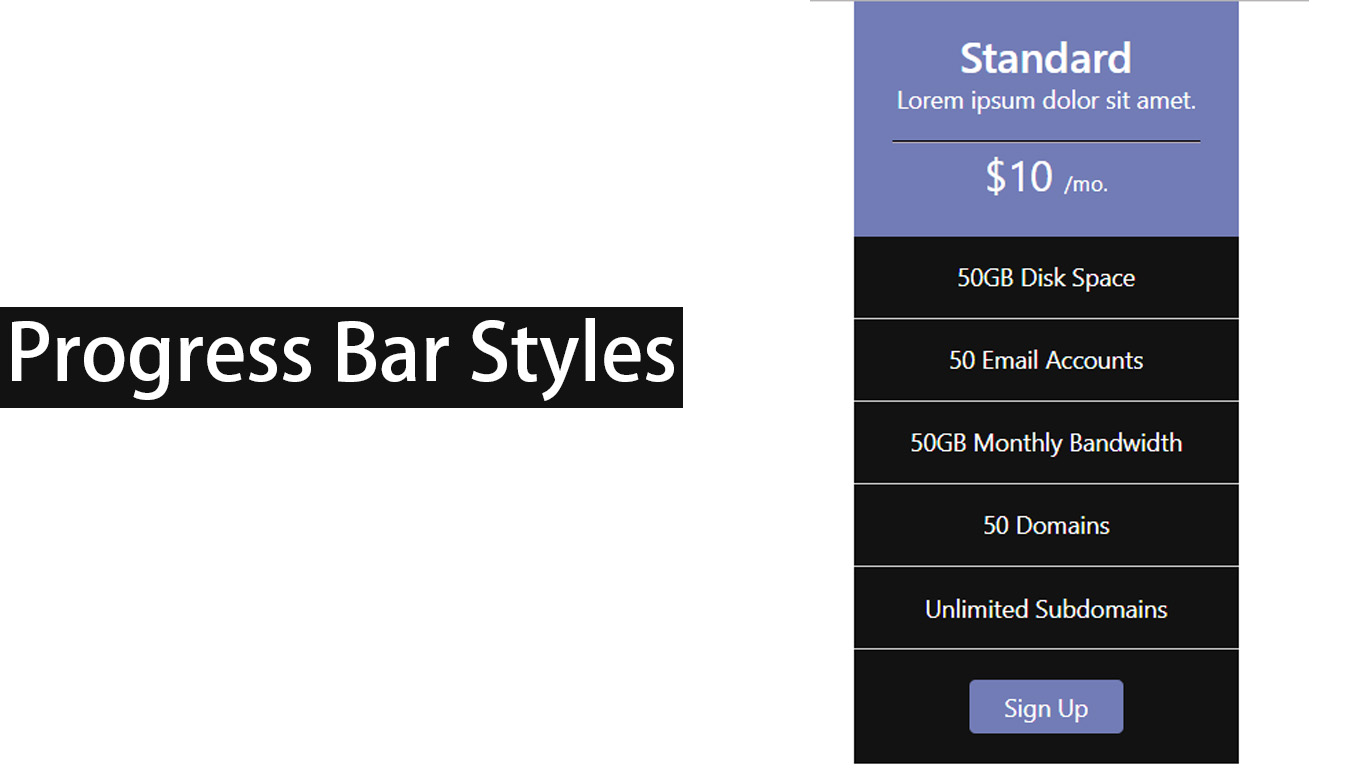 Progress Bar Styles
Standard
Lorem ipsum dolor sit amet.
$10 /mo.
50GB Disk Space
50 Email Accounts
50GB Monthly Bandwidth
50 Domains
Unlimited Subdomains
Sign Up